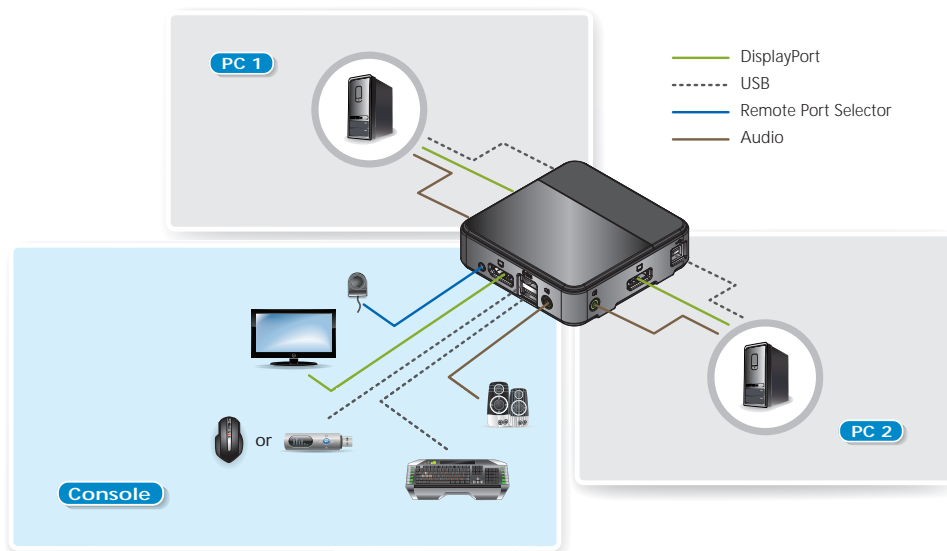 PC 1
DisplayPort
USB
Remote Port Selector
Audio
or
PC 2
Console